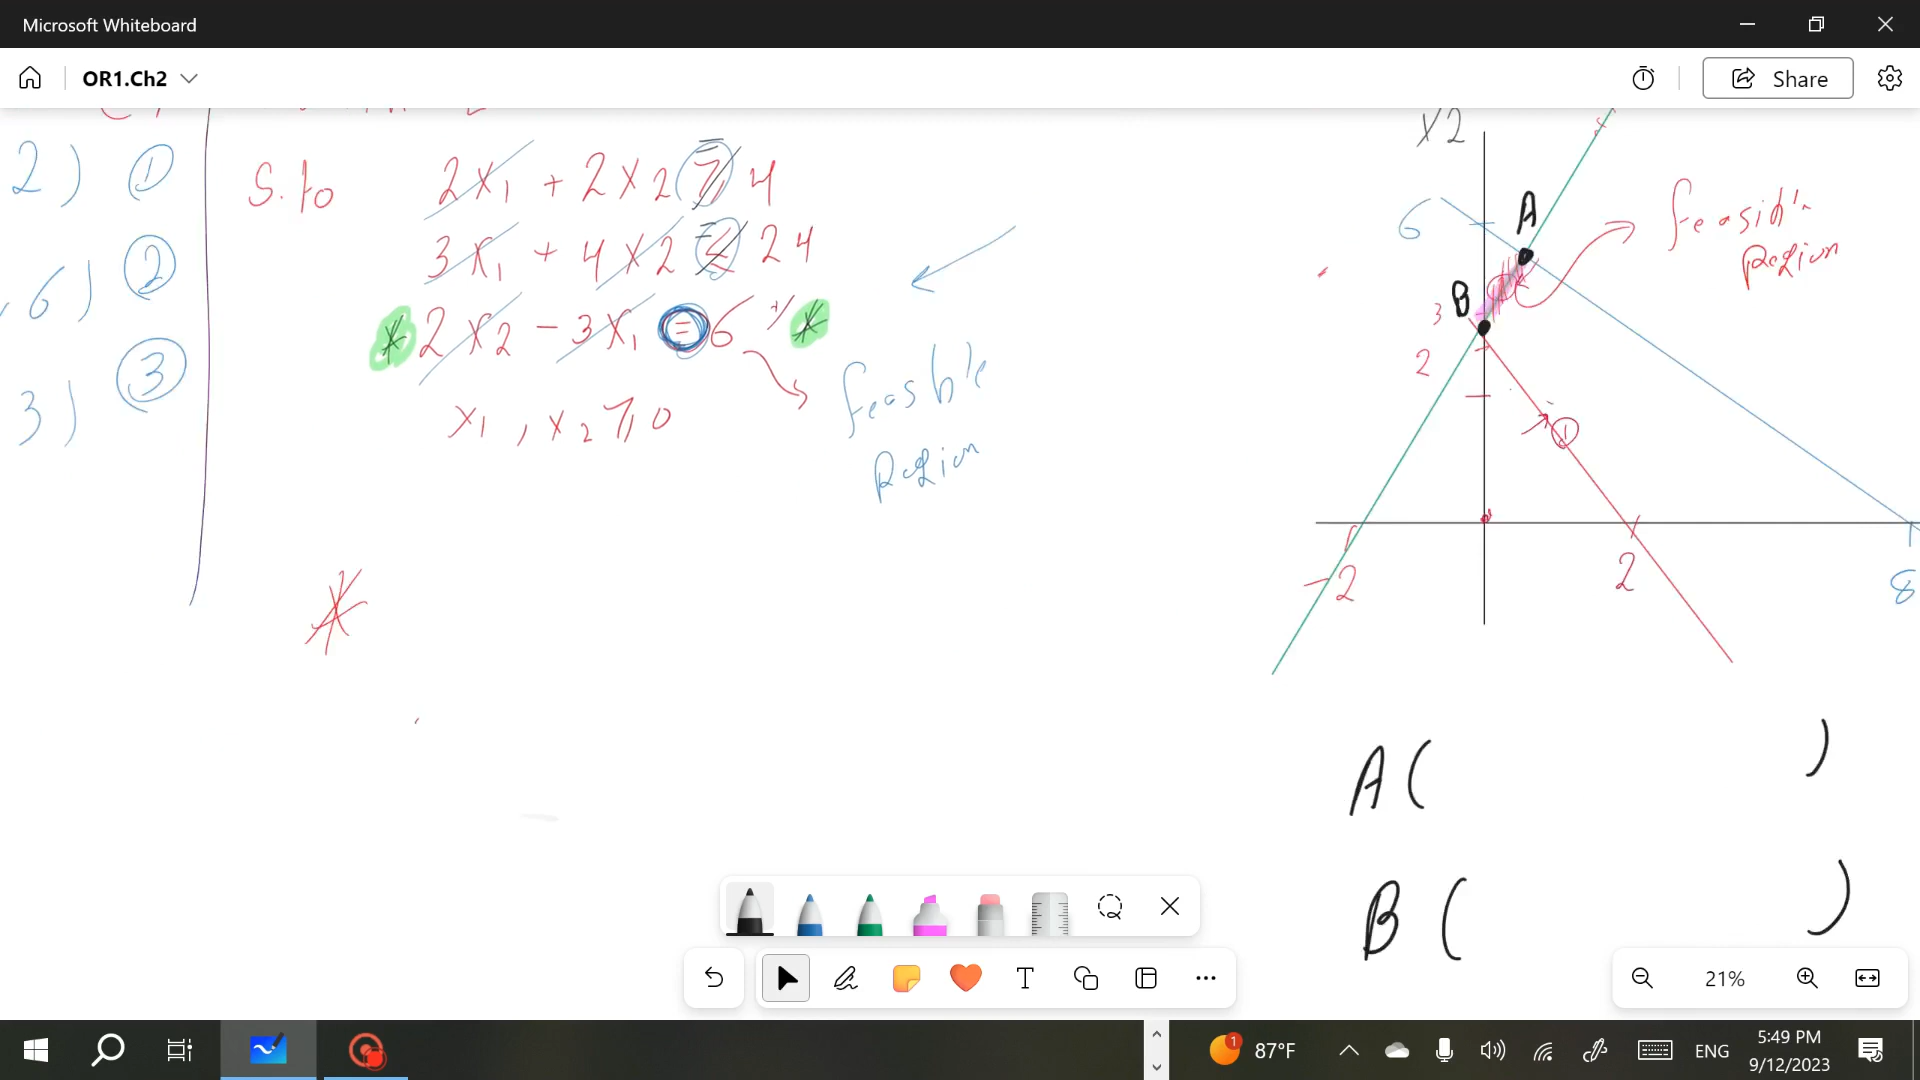 Microsoft Whiteboard
OR1.Ch2
Share
2) ①
, 6) ②
3) ③
S.to 2x1 + 2x2 ≥ 4
3x1 + 4x2 ≤ 24
* 2x2 - 3x1 = 6 *
x1, x2 ≥ 0
feasible
Region
*
x2
6
A
B
3
2
①
-2
2
8
feasible
Region
A( )
B( )
21%
1
87°F
ENG
5:49 PM
9/12/2023